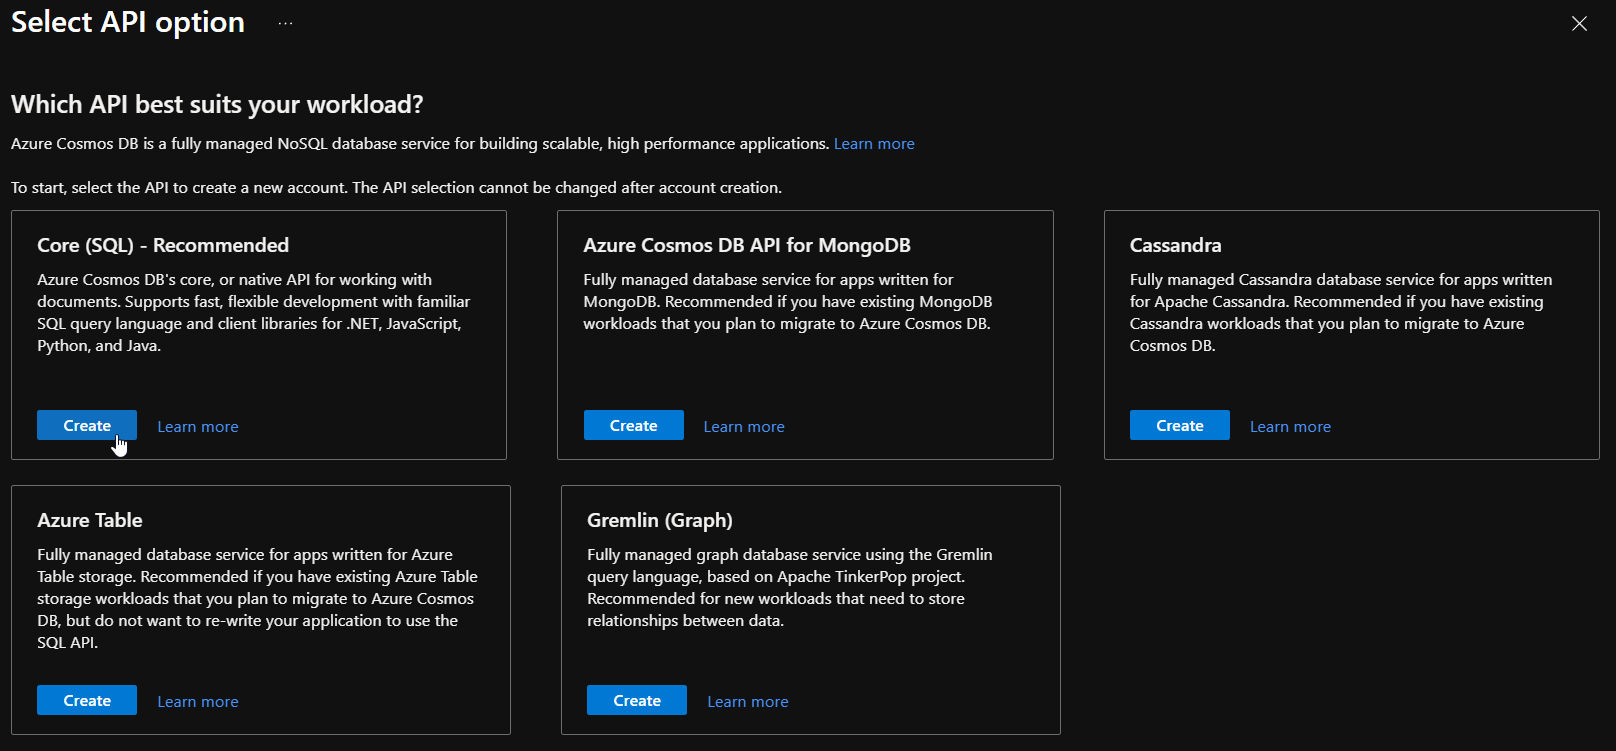 Select API option ...
Which API best suits your workload?
Azure Cosmos DB is a fully managed NoSQL database service for building scalable, high performance applications. Learn more
To start, select the API to create a new account. The API selection cannot be changed after account creation.
Core (SQL) - Recommended
Azure Cosmos DB's core, or native API for working with
documents. Supports fast, flexible development with familiar
SQL query language and client libraries for .NET, JavaScript,
Python, and Java.
Create Learn more
Azure Cosmos DB API for MongoDB
Fully managed database service for apps written for
MongoDB. Recommended if you have existing MongoDB
workloads that you plan to migrate to Azure Cosmos DB.
Create Learn more
Cassandra
Fully managed Cassandra database service for apps written
for Apache Cassandra. Recommended if you have existing
Cassandra workloads that you plan to migrate to Azure
Cosmos DB.
Create Learn more
Azure Table
Fully managed database service for apps written for Azure
Table storage. Recommended if you have existing Azure Table
storage workloads that you plan to migrate to Azure Cosmos
DB, but do not want to re-write your application to use the
SQL API.
Create Learn more
Gremlin (Graph)
Fully managed graph database service using the Gremlin
query language, based on Apache TinkerPop project.
Recommended for new workloads that need to store
relationships between data.
Create Learn more